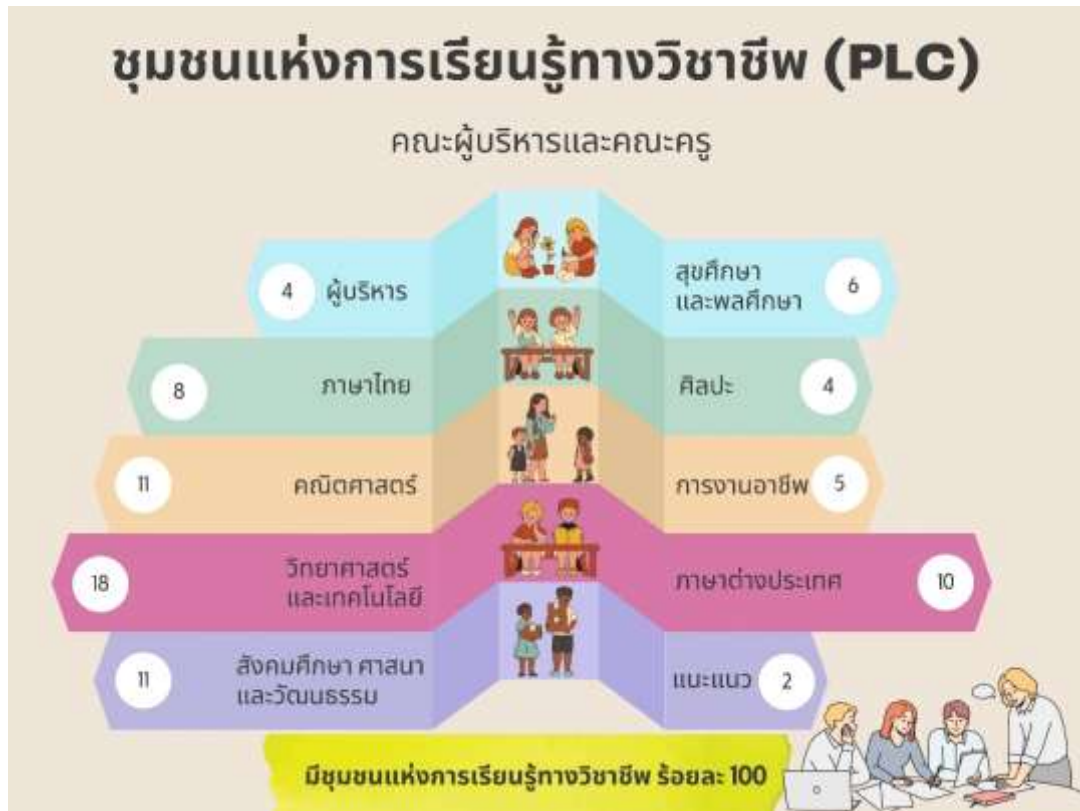 ชุมชนแห่งการเรียนรู้ทางวิชาชีพ (PLC)
คณะผู้บริหารและคณะครู
4 ผู้บริหาร
สุขศึกษา
และพลศึกษา
6
8 ภาษาไทย
ศิลปะ 4
11 คณิตศาสตร์
การงานอาชีพ 5
18
วิทยาศาสตร์
และเทคโนโลยี
ภาษาต่างประเทศ 10
11
สังคมศึกษา ศาสนา
และวัฒนธรรม
แนะแนว 2
มีชุมชนแห่งการเรียนรู้ทางวิชาชีพ ร้อยละ 100